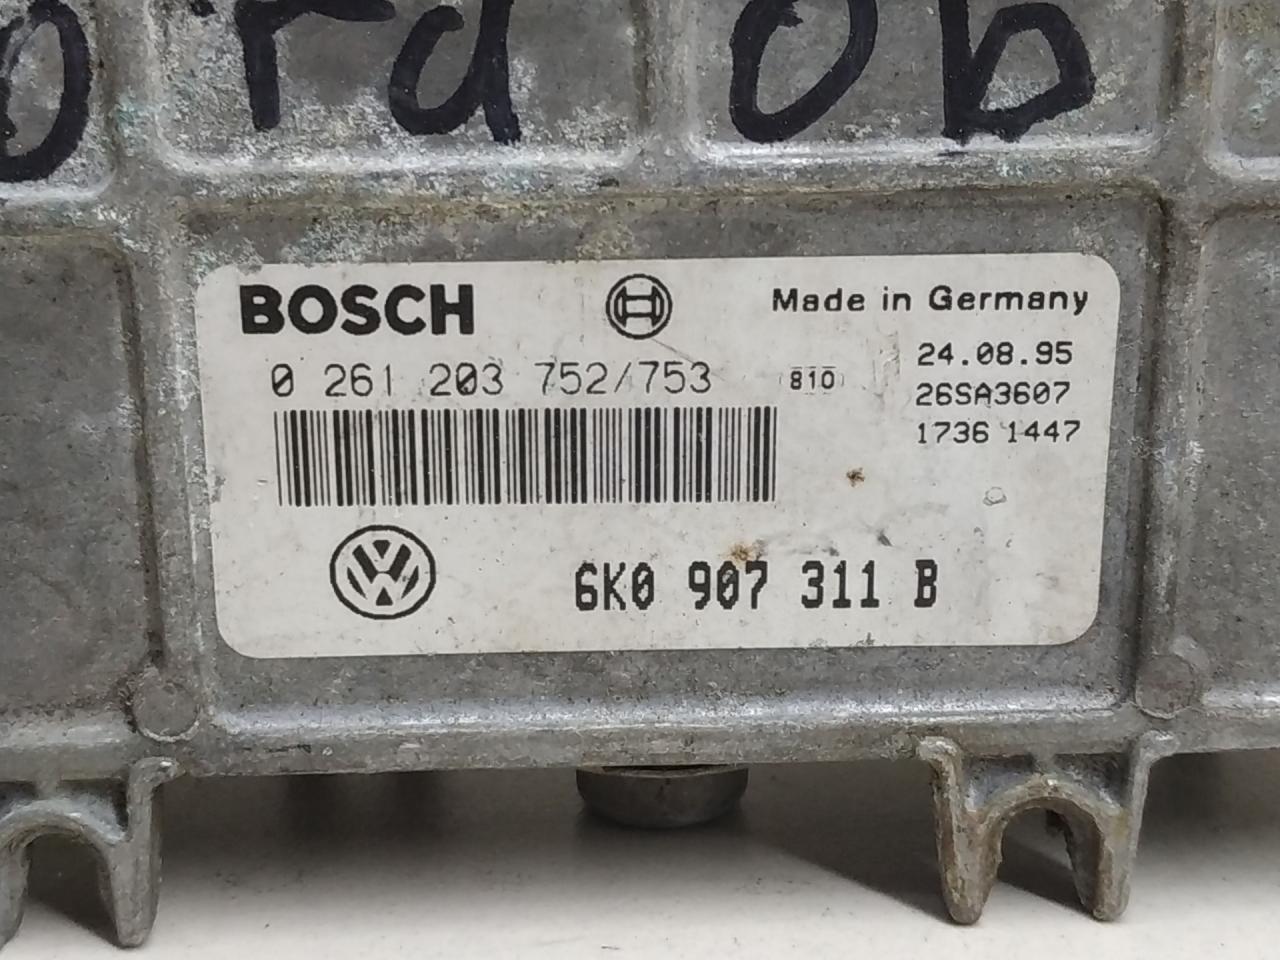 BOSCH
Made in Germany
0 261 203 752/753
810
24.08.95
26SA3607
1736 1447
6K0 907 311 B